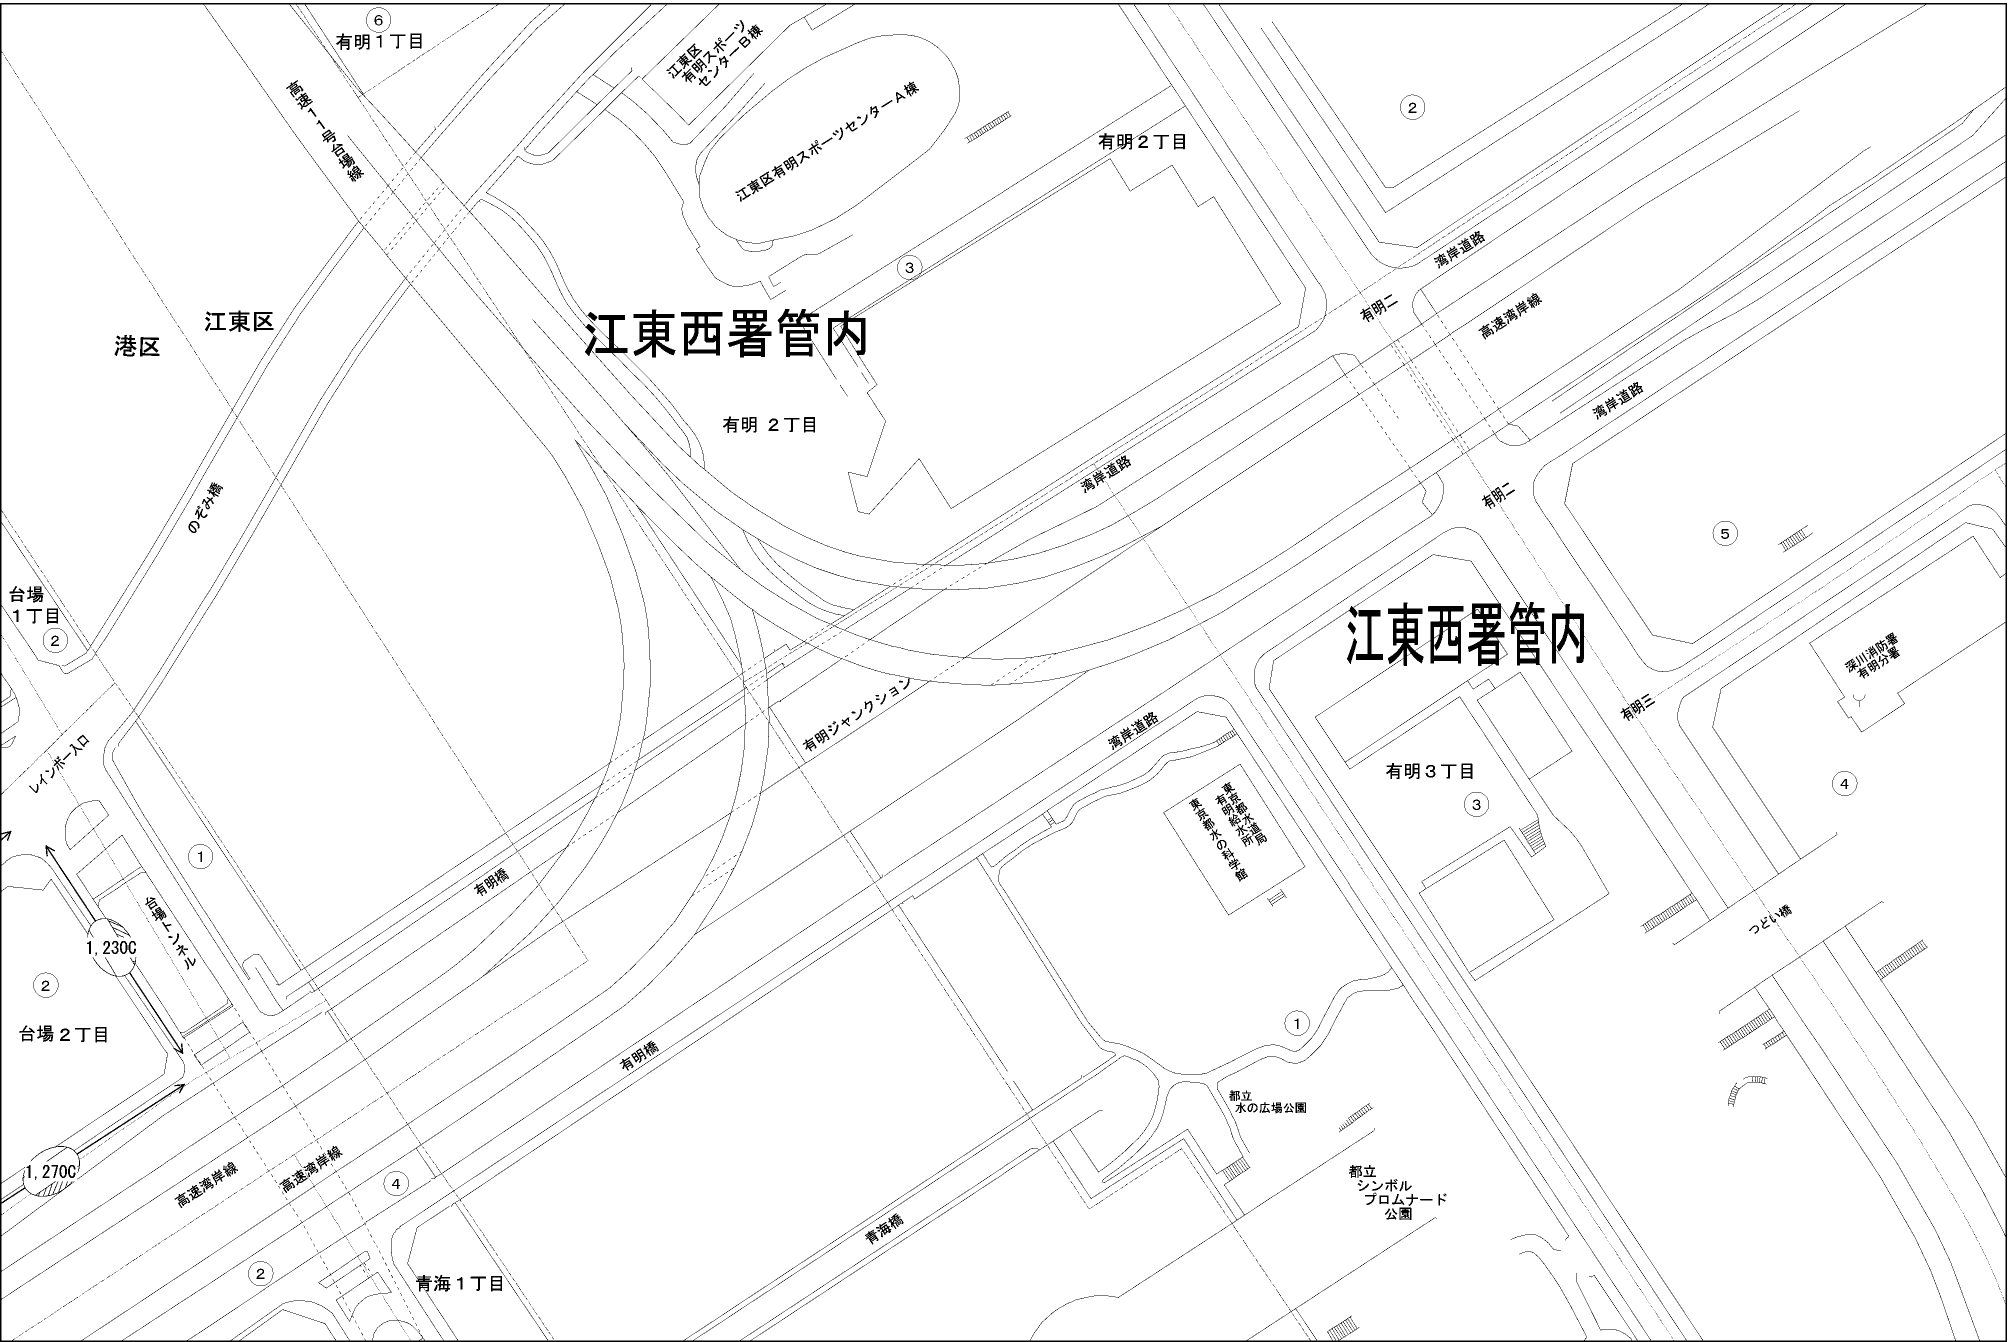 6
有明1丁目
高速11号台場線
江東区
有明スポーツ
センターB棟
江東区有明スポーツセンターA棟
2
有明2丁目
3
湾岸道路
有明二
高速湾岸線
江東区
港区
江東西署管内
有明 2丁目
湾岸道路
湾岸道路
有明二
のぞみ橋
5
台場
1丁目
2
江東西署管内
深川消防署
有明分署
有明三
有明ジャンクション
湾岸道路
レインボー入口
有明3丁目
3
4
東京都水道局
有明給水所
東京都水の科学館
1
有明橋
台場トンネル
1,230C
つどい橋
2
台場2丁目
1
有明橋
都立
水の広場公園
1,270C
高速湾岸線
高速湾岸線
4
都立
シンボル
プロムナード
公園
青海橋
2
青海1丁目